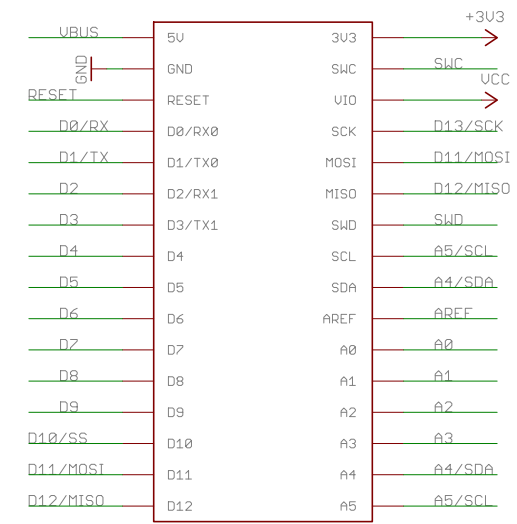 +3V3
VBUS 5V 3V3
GND GND SWC SWC
VCC
RESET RESET VIO
D0/RX D0/RX0 SCK D13/SCK
D1/TX D1/TX0 MOSI D11/MOSI
D2 D2/RX1 MISO D12/MISO
D3 D3/TX1 SWD SWD
D4 D4 SCL A5/SCL
D5 D5 SDA A4/SDA
D6 D6 AREF AREF
D7 D7 A0 A0
D8 D8 A1 A1
D9 D9 A2 A2
D10/SS D10 A3 A3
D11/MOSI D11 A4 A4/SDA
D12/MISO D12 A5 A5/SCL